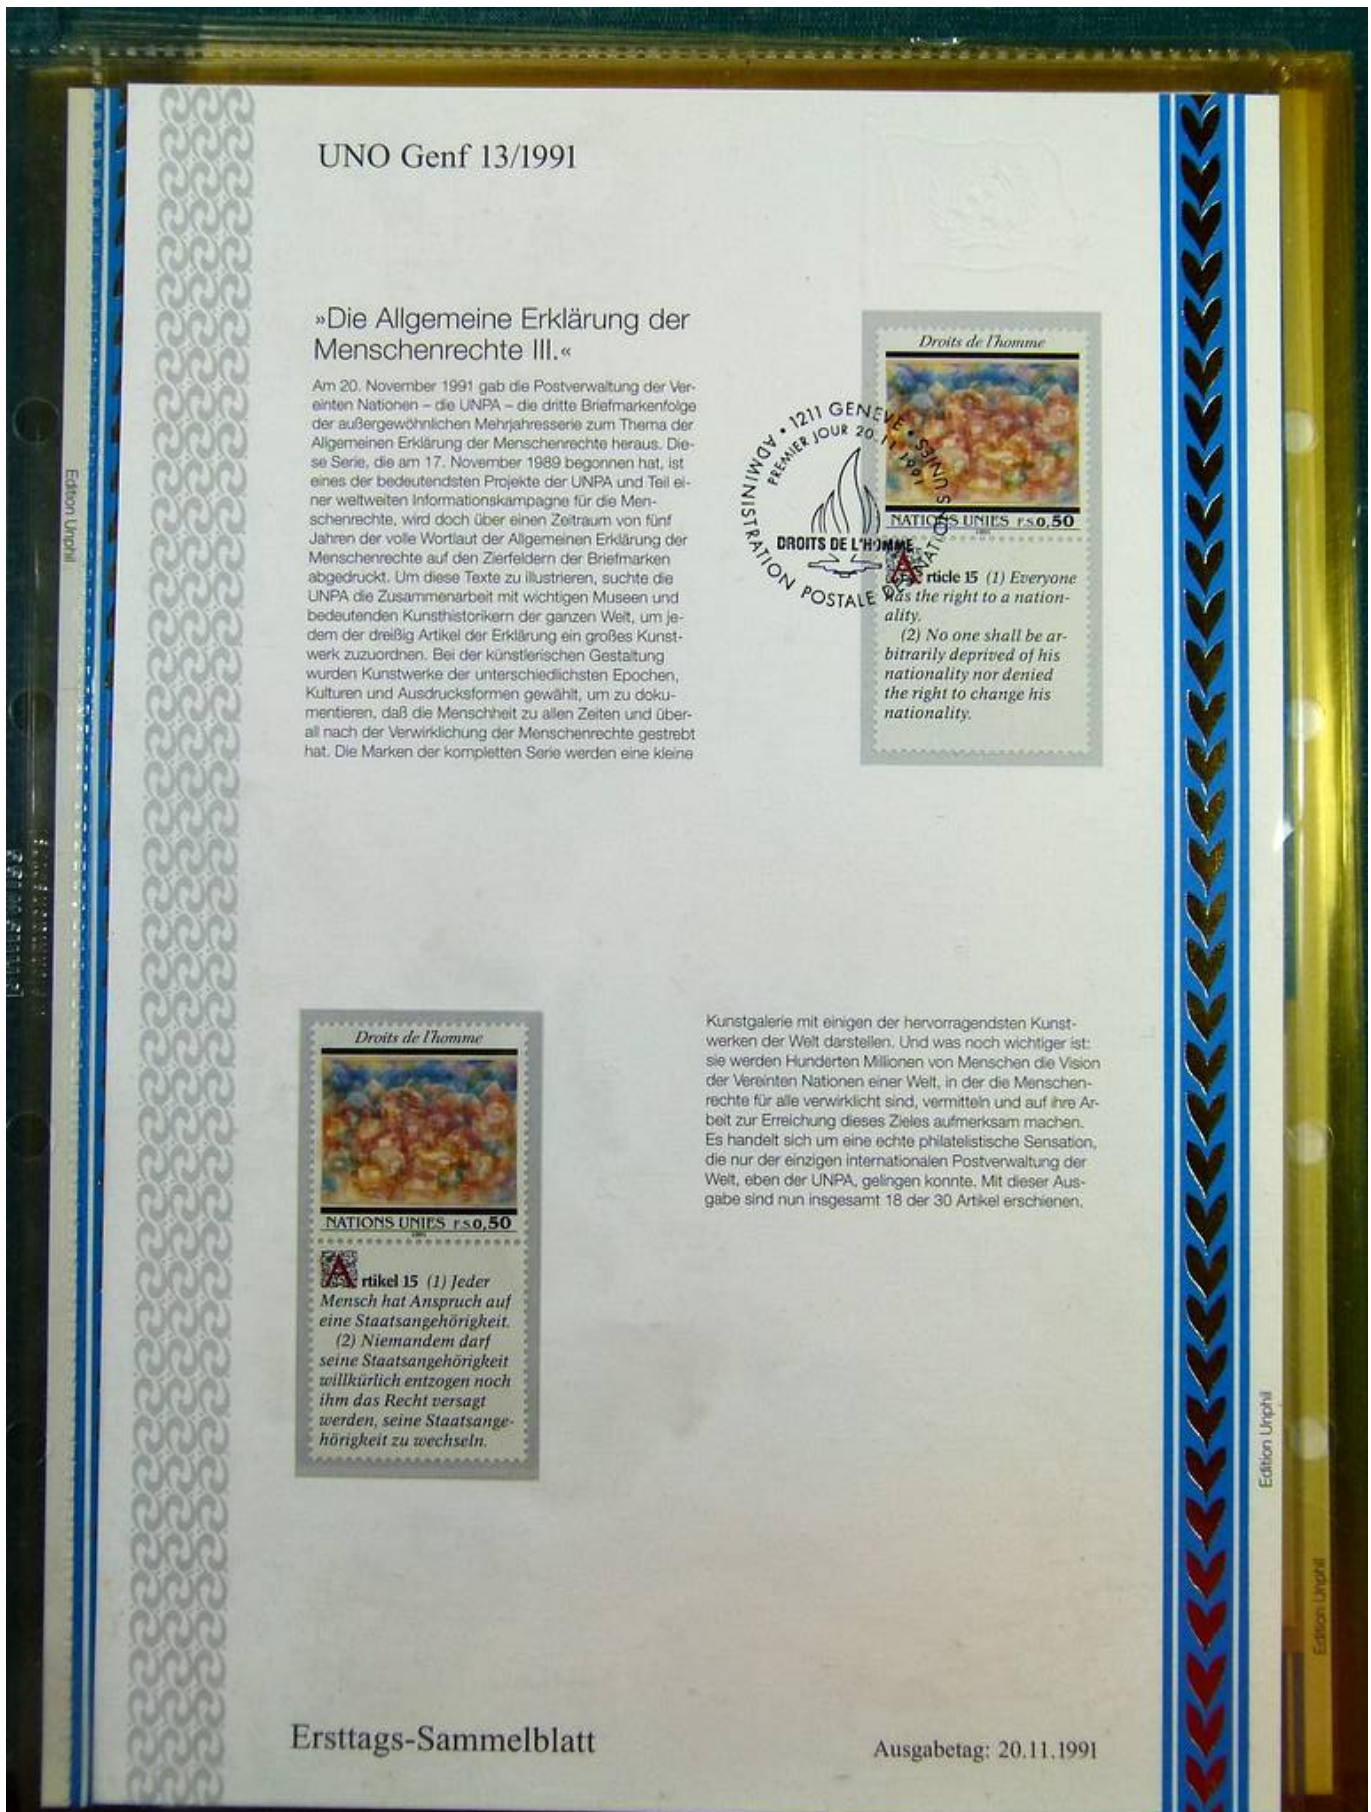 UNO Genf 13/1991
»Die Allgemeine Erklärung der
Menschenrechte III.«
Am 20. November 1991 gab die Postverwaltung der Ver-
einten Nationen – die UNPA – die dritte Briefmarkenfolge
der außergewöhnlichen Mehrjahresserie zum Thema der
Allgemeinen Erklärung der Menschenrechte heraus. Die-
se Serie, die am 17. November 1989 begonnen hat, ist
eines der bedeutendsten Projekte der UNPA und Teil ei-
ner weltweiten Informationskampagne für die Men-
schenrechte, wird doch über einen Zeitraum von fünf
Jahren der volle Wortlaut der Allgemeinen Erklärung der
Menschenrechte auf den Zierfeldern der Briefmarken
abgedruckt. Um diese Texte zu illustrieren, suchte die
UNPA die Zusammenarbeit mit wichtigen Museen und
bedeutenden Kunsthistorikern der ganzen Welt, um je-
dem der dreißig Artikel der Erklärung ein großes Kunst-
werk zuzuordnen. Bei der künstlerischen Gestaltung
wurden Kunstwerke der unterschiedlichsten Epochen,
Kulturen und Ausdrucksformen gewählt, um zu doku-
mentieren, daß die Menschheit zu allen Zeiten und über-
all nach der Verwirklichung der Menschenrechte gestrebt
hat. Die Marken der kompletten Serie werden eine kleine
Droits de l'homme
NATIONS UNIES F.S.0,50
1991
Article 15 (1) Everyone
has the right to a nation-
ality.
(2) No one shall be ar-
bitrarily deprived of his
nationality nor denied
the right to change his
nationality.
ADMINISTRATION POSTALE DES NATIONS UNIES • 1211 GENEVE •
PREMIER JOUR 20.11.1991
DROITS DE L'HOMME
Droits de l'homme
NATIONS UNIES F.S.0,50
1991
Artikel 15 (1) Jeder
Mensch hat Anspruch auf
eine Staatsangehörigkeit.
(2) Niemandem darf
seine Staatsangehörigkeit
willkürlich entzogen noch
ihm das Recht versagt
werden, seine Staatsange-
hörigkeit zu wechseln.
Kunstgalerie mit einigen der hervorragendsten Kunst-
werken der Welt darstellen. Und was noch wichtiger ist:
sie werden Hunderten Millionen von Menschen die Vision
der Vereinten Nationen einer Welt, in der die Menschen-
rechte für alle verwirklicht sind, vermitteln und auf ihre Ar-
beit zur Erreichung dieses Zieles aufmerksam machen.
Es handelt sich um eine echte philatelistische Sensation,
die nur der einzigen internationalen Postverwaltung der
Welt, eben der UNPA, gelingen konnte. Mit dieser Aus-
gabe sind nun insgesamt 18 der 30 Artikel erschienen.
Ersttags-Sammelblatt
Ausgabetag: 20.11.1991
Edition Unphil
Edition Unphil
Edition Unphil